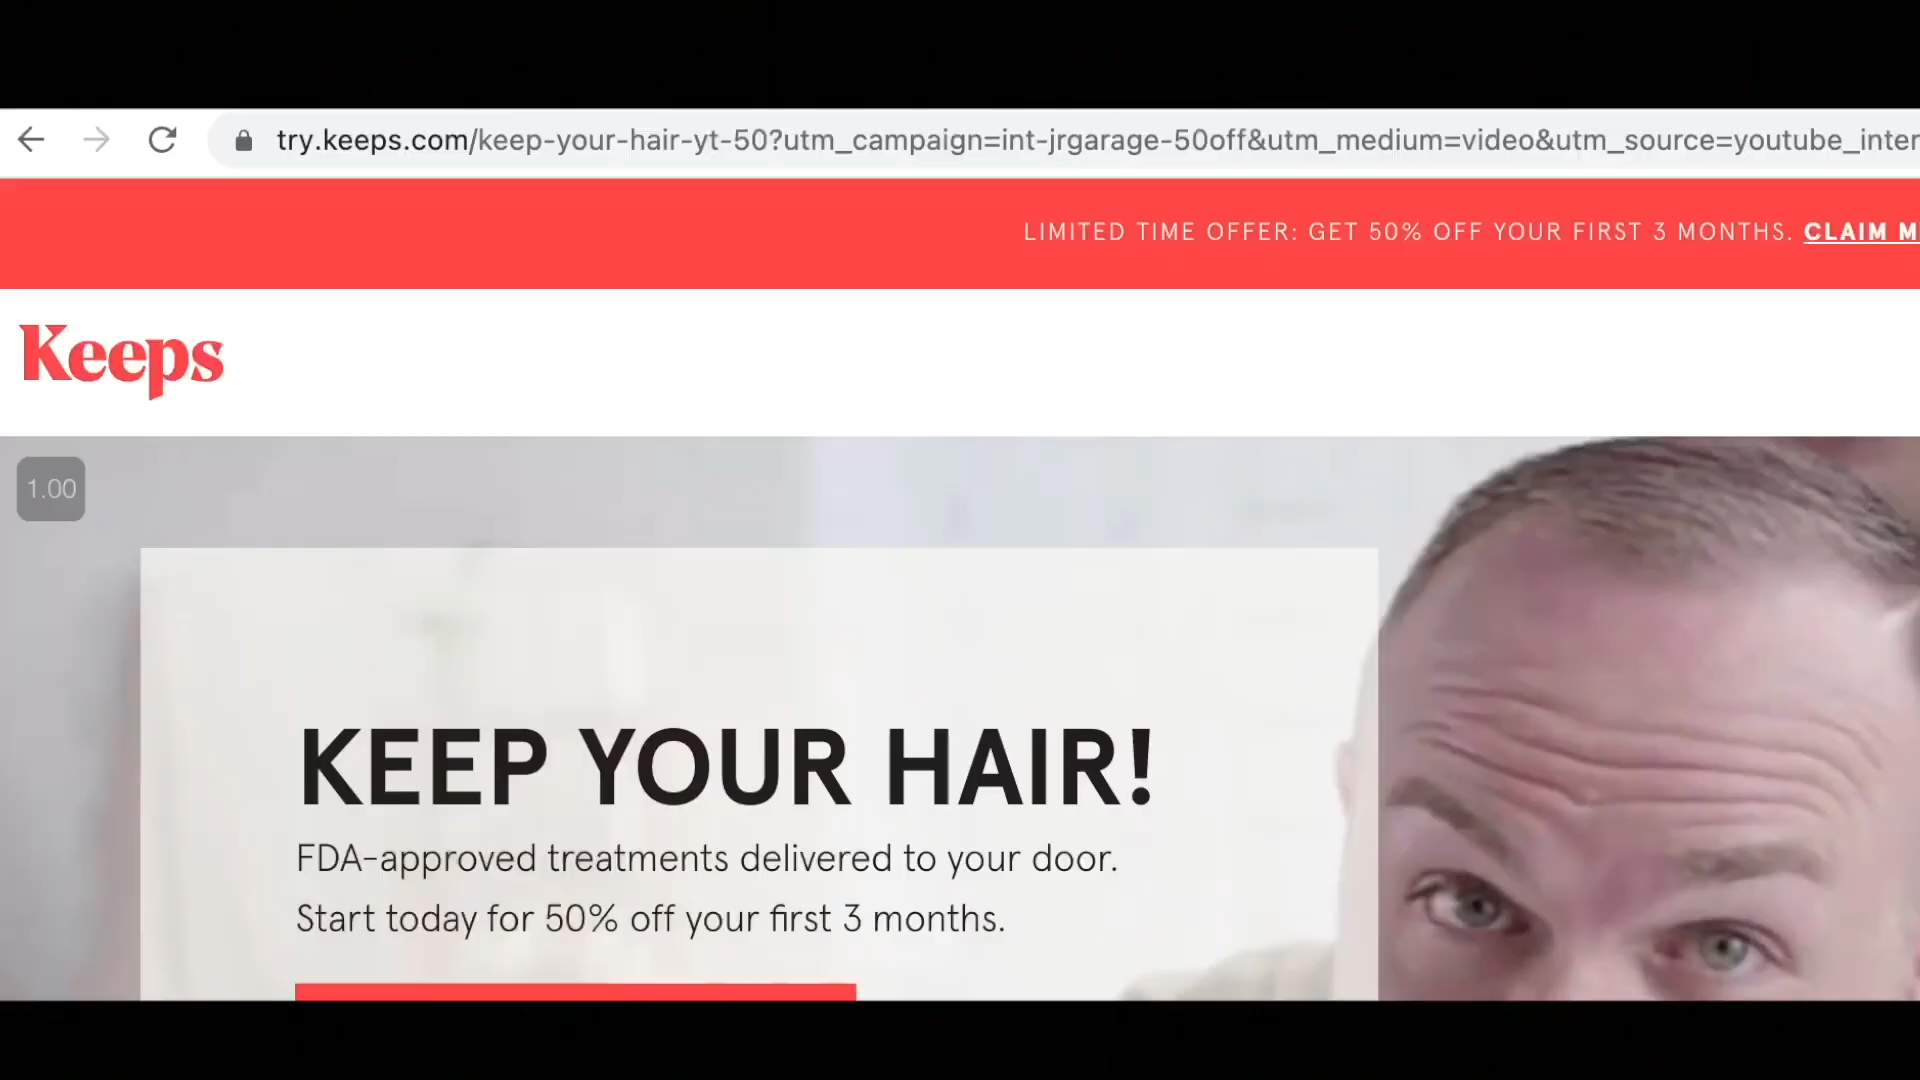 try.keeps.com/keep-your-hair-yt-50?utm_campaign=int-jrgarage-50off&utm_medium=video&utm_source=youtube_inter
LIMITED TIME OFFER: GET 50% OFF YOUR FIRST 3 MONTHS. CLAIM M
Keeps
1.00
KEEP YOUR HAIR!
FDA-approved treatments delivered to your door.
Start today for 50% off your first 3 months.